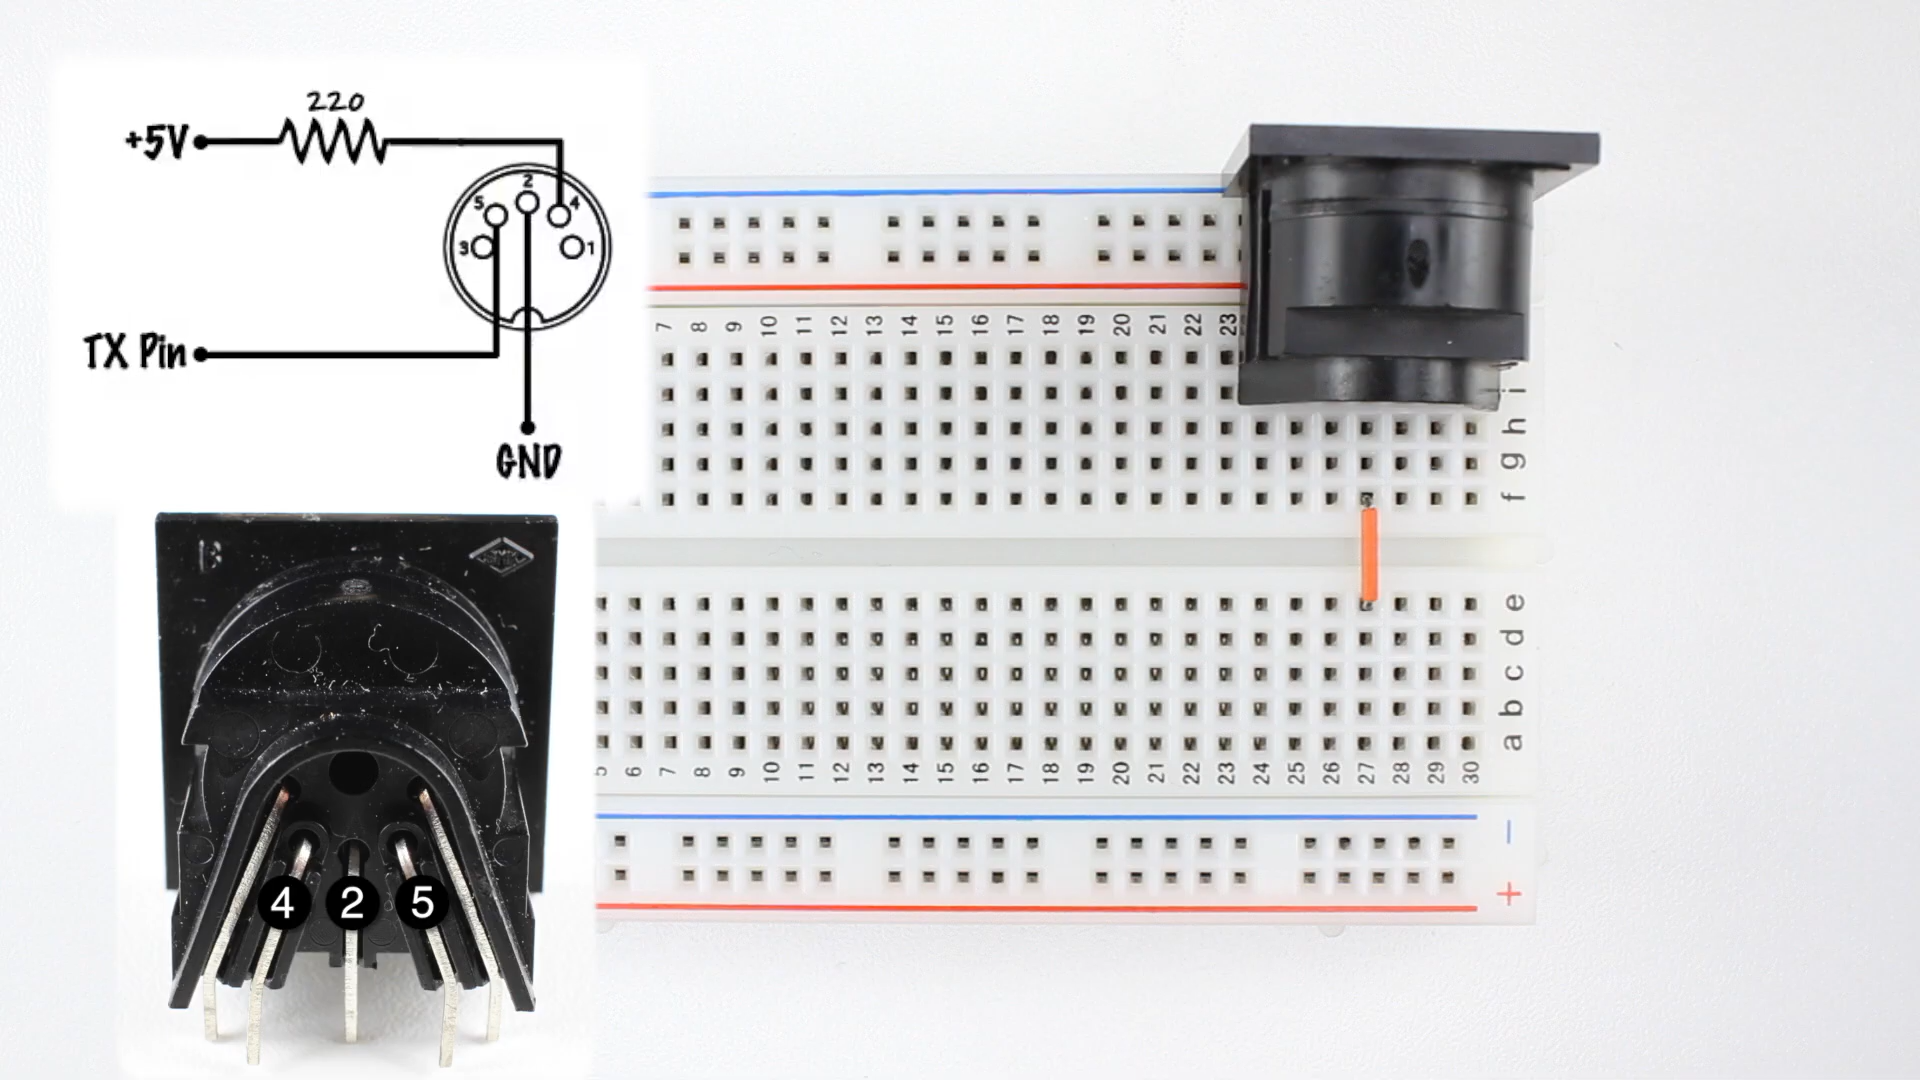 220
+5V
2
5
4
3
1
TX Pin
GND
7 8 9 10 11 12 13 14 15 16 17 18 19 20 21 22 23
i
h
g
f
B
e
d
c
b
a
5 6 7 8 9 10 11 12 13 14 15 16 17 18 19 20 21 22 23 24 25 26 27 28 29 30
4 2 5
-
+